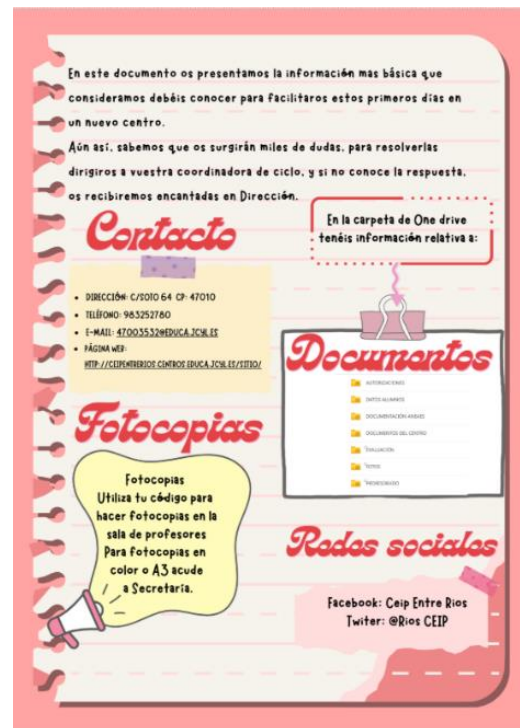 En este documento os presentamos la información mas básica que
consideramos debéis conocer para facilitaros estos primeros días en
un nuevo centro.
Aún así, sabemos que os surgirán miles de dudas, para resolverlas
dirigiros a vuestra coordinadora de ciclo, y si no conoce la respuesta,
os recibiremos encantadas en Dirección.
Contacto
• DIRECCIÓN: C/SOTO 64 CP: 47010
• TELÉFONO: 983252780
• E-MAIL: 47003532@EDUCA.JCYL.ES
• PÁGINA WEB:
HTTP://CEIPENTRERIOS.CENTROS.EDUCA.JCYL.ES/SITIO/
En la carpeta de One drive
tenéis información relativa a:
Documentos
AUTORIZACIONES
DATOS ALUMNOS
DOCUMENTACIÓN ANEXOS
DOCUMENTOS DEL CENTRO
EVALUACIÓN
FOTOS
PROFESORADO
Fotocopias
Fotocopias
Utiliza tu código para
hacer fotocopias en la
sala de profesores
Para fotocopias en
color o A3 acude
a Secretaría.
Redes sociales
Facebook: Ceip Entre Rios
Twiter: @Rios CEIP